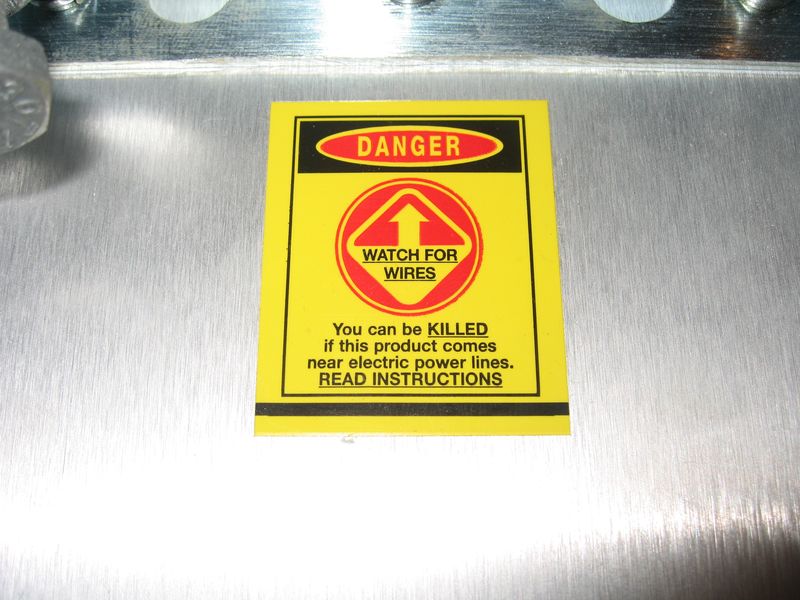 DANGER
WATCH FOR
WIRES
You can be KILLED
if this product comes
near electric power lines.
READ INSTRUCTIONS